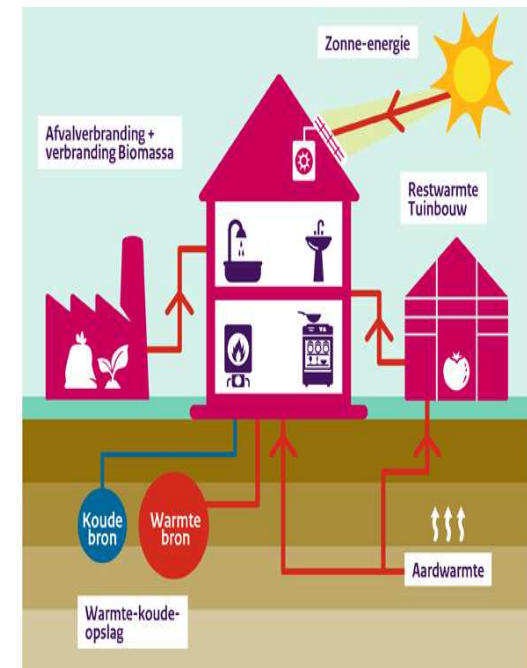 Zonne-energie
Afvalverbranding +
verbranding Biomassa
Restwarmte
Tuinbouw
Koude
bron
Warmte
bron
Aardwarmte
Warmte-koude-
opslag